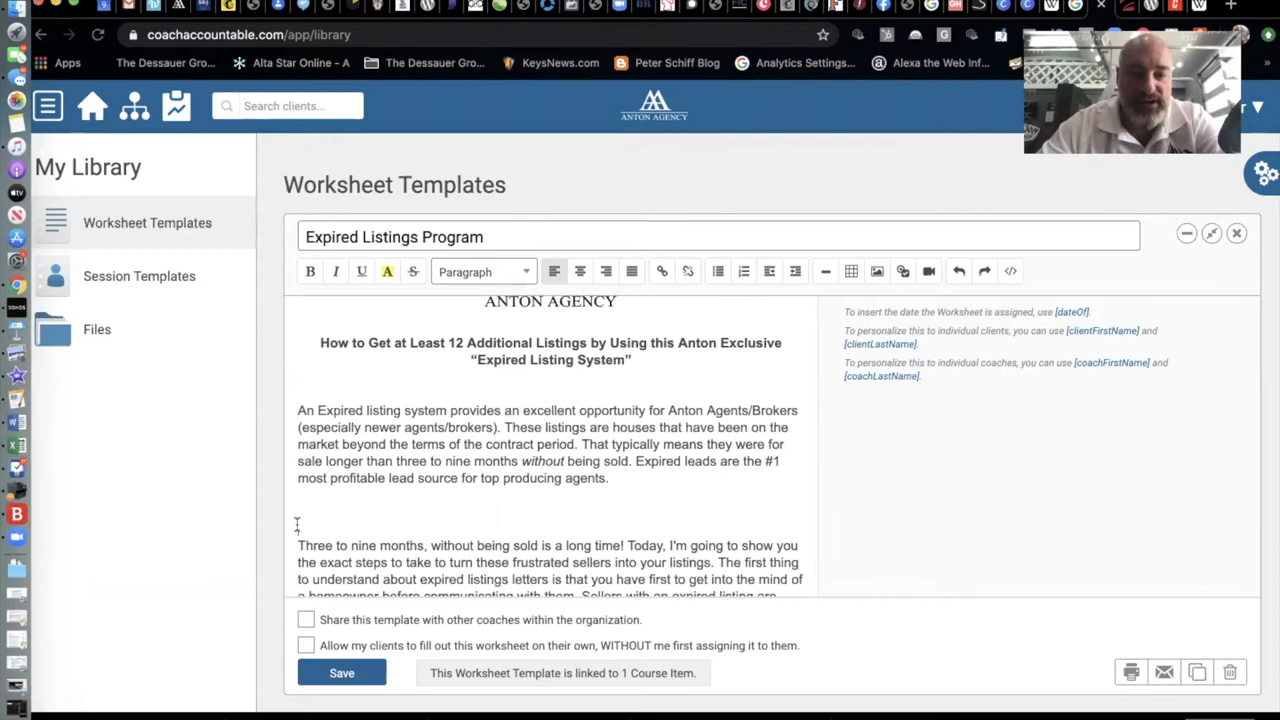 coachaccountable.com/app/library
Apps
The Dessauer Gro...
Alta Star Online - A
The Dessauer Gro...
KeysNews.com
Peter Schiff Blog
Analytics Settings...
Alexa the Web Inf...
Search clients...
ANTON AGENCY
My Library
Worksheet Templates
Session Templates
Files
Worksheet Templates
Expired Listings Program
B I U A S Paragraph
ANTON AGENCY
How to Get at Least 12 Additional Listings by Using this Anton Exclusive
“Expired Listing System”
An Expired listing system provides an excellent opportunity for Anton Agents/Brokers
(especially newer agents/brokers). These listings are houses that have been on the
market beyond the terms of the contract period. That typically means they were for
sale longer than three to nine months without being sold. Expired leads are the #1
most profitable lead source for top producing agents.
Three to nine months, without being sold is a long time! Today, I'm going to show you
the exact steps to take to turn these frustrated sellers into your listings. The first thing
to understand about expired listings letters is that you have first to get into the mind of
a homeowner before communicating with them. Sellers with an expired listing are
To insert the date the Worksheet is assigned, use [dateOf].
To personalize this to individual clients, you can use [clientFirstName] and
[clientLastName].
To personalize this to individual coaches, you can use [coachFirstName] and
[coachLastName].
Share this template with other coaches within the organization.
Allow my clients to fill out this worksheet on their own, WITHOUT me first assigning it to them.
Save
This Worksheet Template is linked to 1 Course Item.